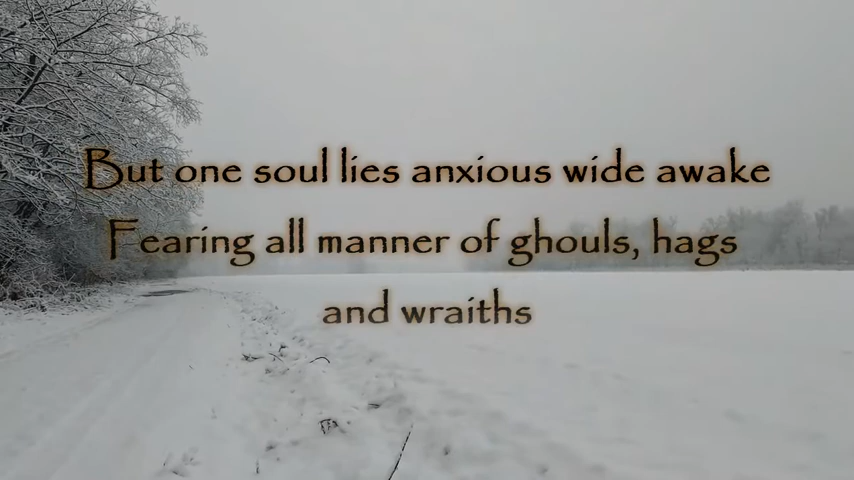 But one soul lies anxious wide awake
Fearing all manner of ghouls, hags
and wraiths